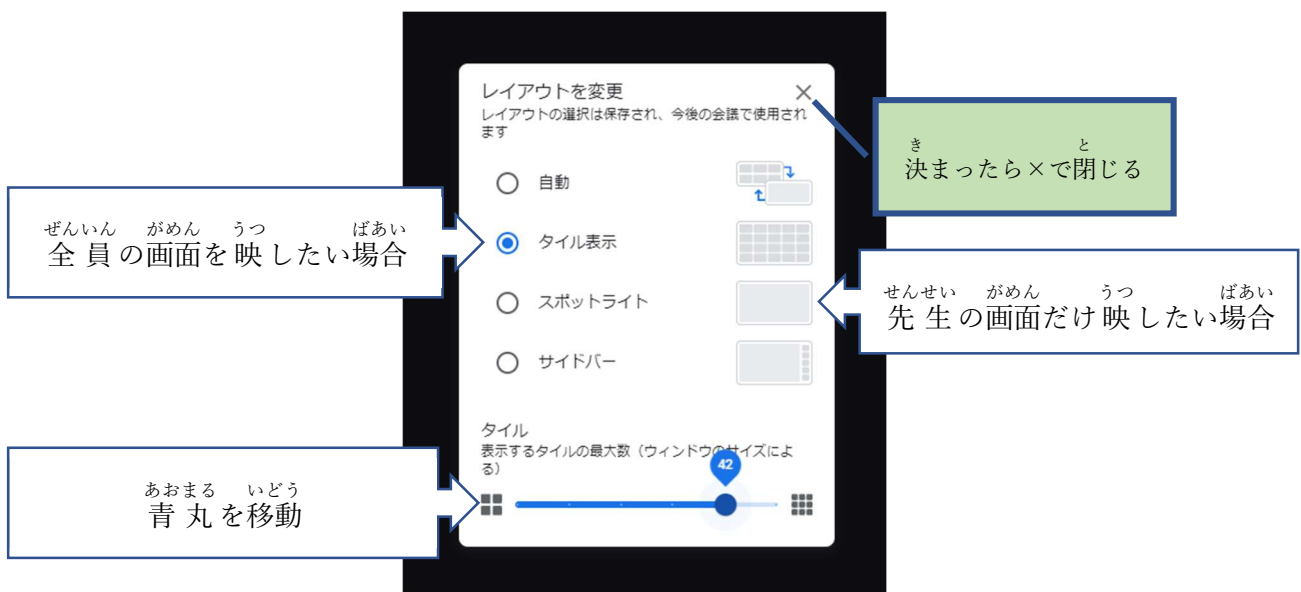 レイアウトを変更
レイアウトの選択は保存され、今後の会議で使用され
ます
き と
決まったら×で閉じる
自動
ぜんいん がめん うつ ばあい
全員の画面を映したい場合
タイル表示
スポットライト
せんせい がめん うつ ばあい
先生の画面だけ映したい場合
サイドバー
タイル
表示するタイルの最大数（ウィンドウのサイズによ
る）
42
あおまる いどう
青丸を移動